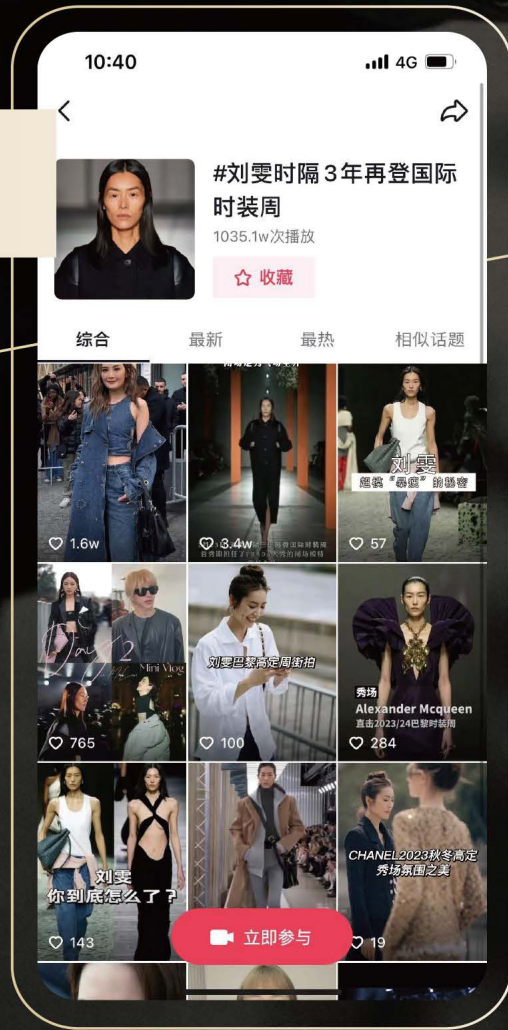 10:40
4G
#刘雯时隔3年再登国际
时装周
1035.1w次播放
收藏
综合
最新
最热
相似话题
1.6w
3.4w
刘雯
超模“暴瘦”的秘密
57
Day 2
Mini Vlog
765
刘雯巴黎高定周街拍
100
秀场
Alexander Mcqueen
直击2023/24巴黎时装周
284
刘雯
你到底怎么了？
143
CHANEL2023秋冬高定
秀场氛围之美
19
立即参与